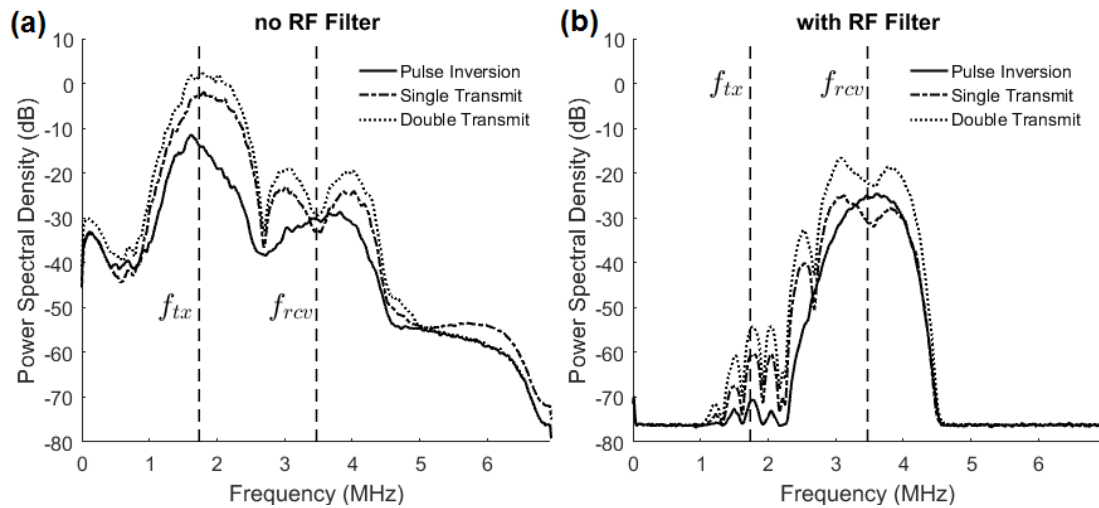 (a)
no RF Filter
Power Spectral Density (dB)
10
0
-10
-20
-30
-40
-50
-60
-70
-80
Pulse Inversion
Single Transmit
Double Transmit
f_tx
f_rcv
0 1 2 3 4 5 6
Frequency (MHz)
(b)
with RF Filter
Power Spectral Density (dB)
10
0
-10
-20
-30
-40
-50
-60
-70
-80
f_tx
f_rcv
Pulse Inversion
Single Transmit
Double Transmit
0 1 2 3 4 5 6
Frequency (MHz)